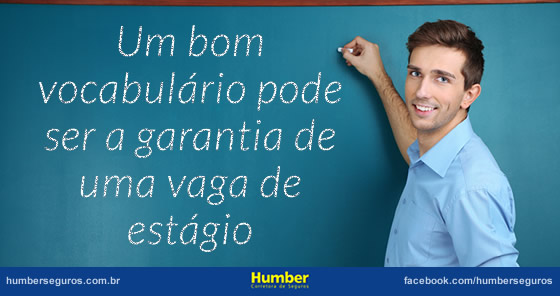 Um bom
vocabulário pode
ser a garantia de
uma vaga de
estágio
humberseguros.com.br
Humber
Corretora de Seguros
facebook.com/humberseguros